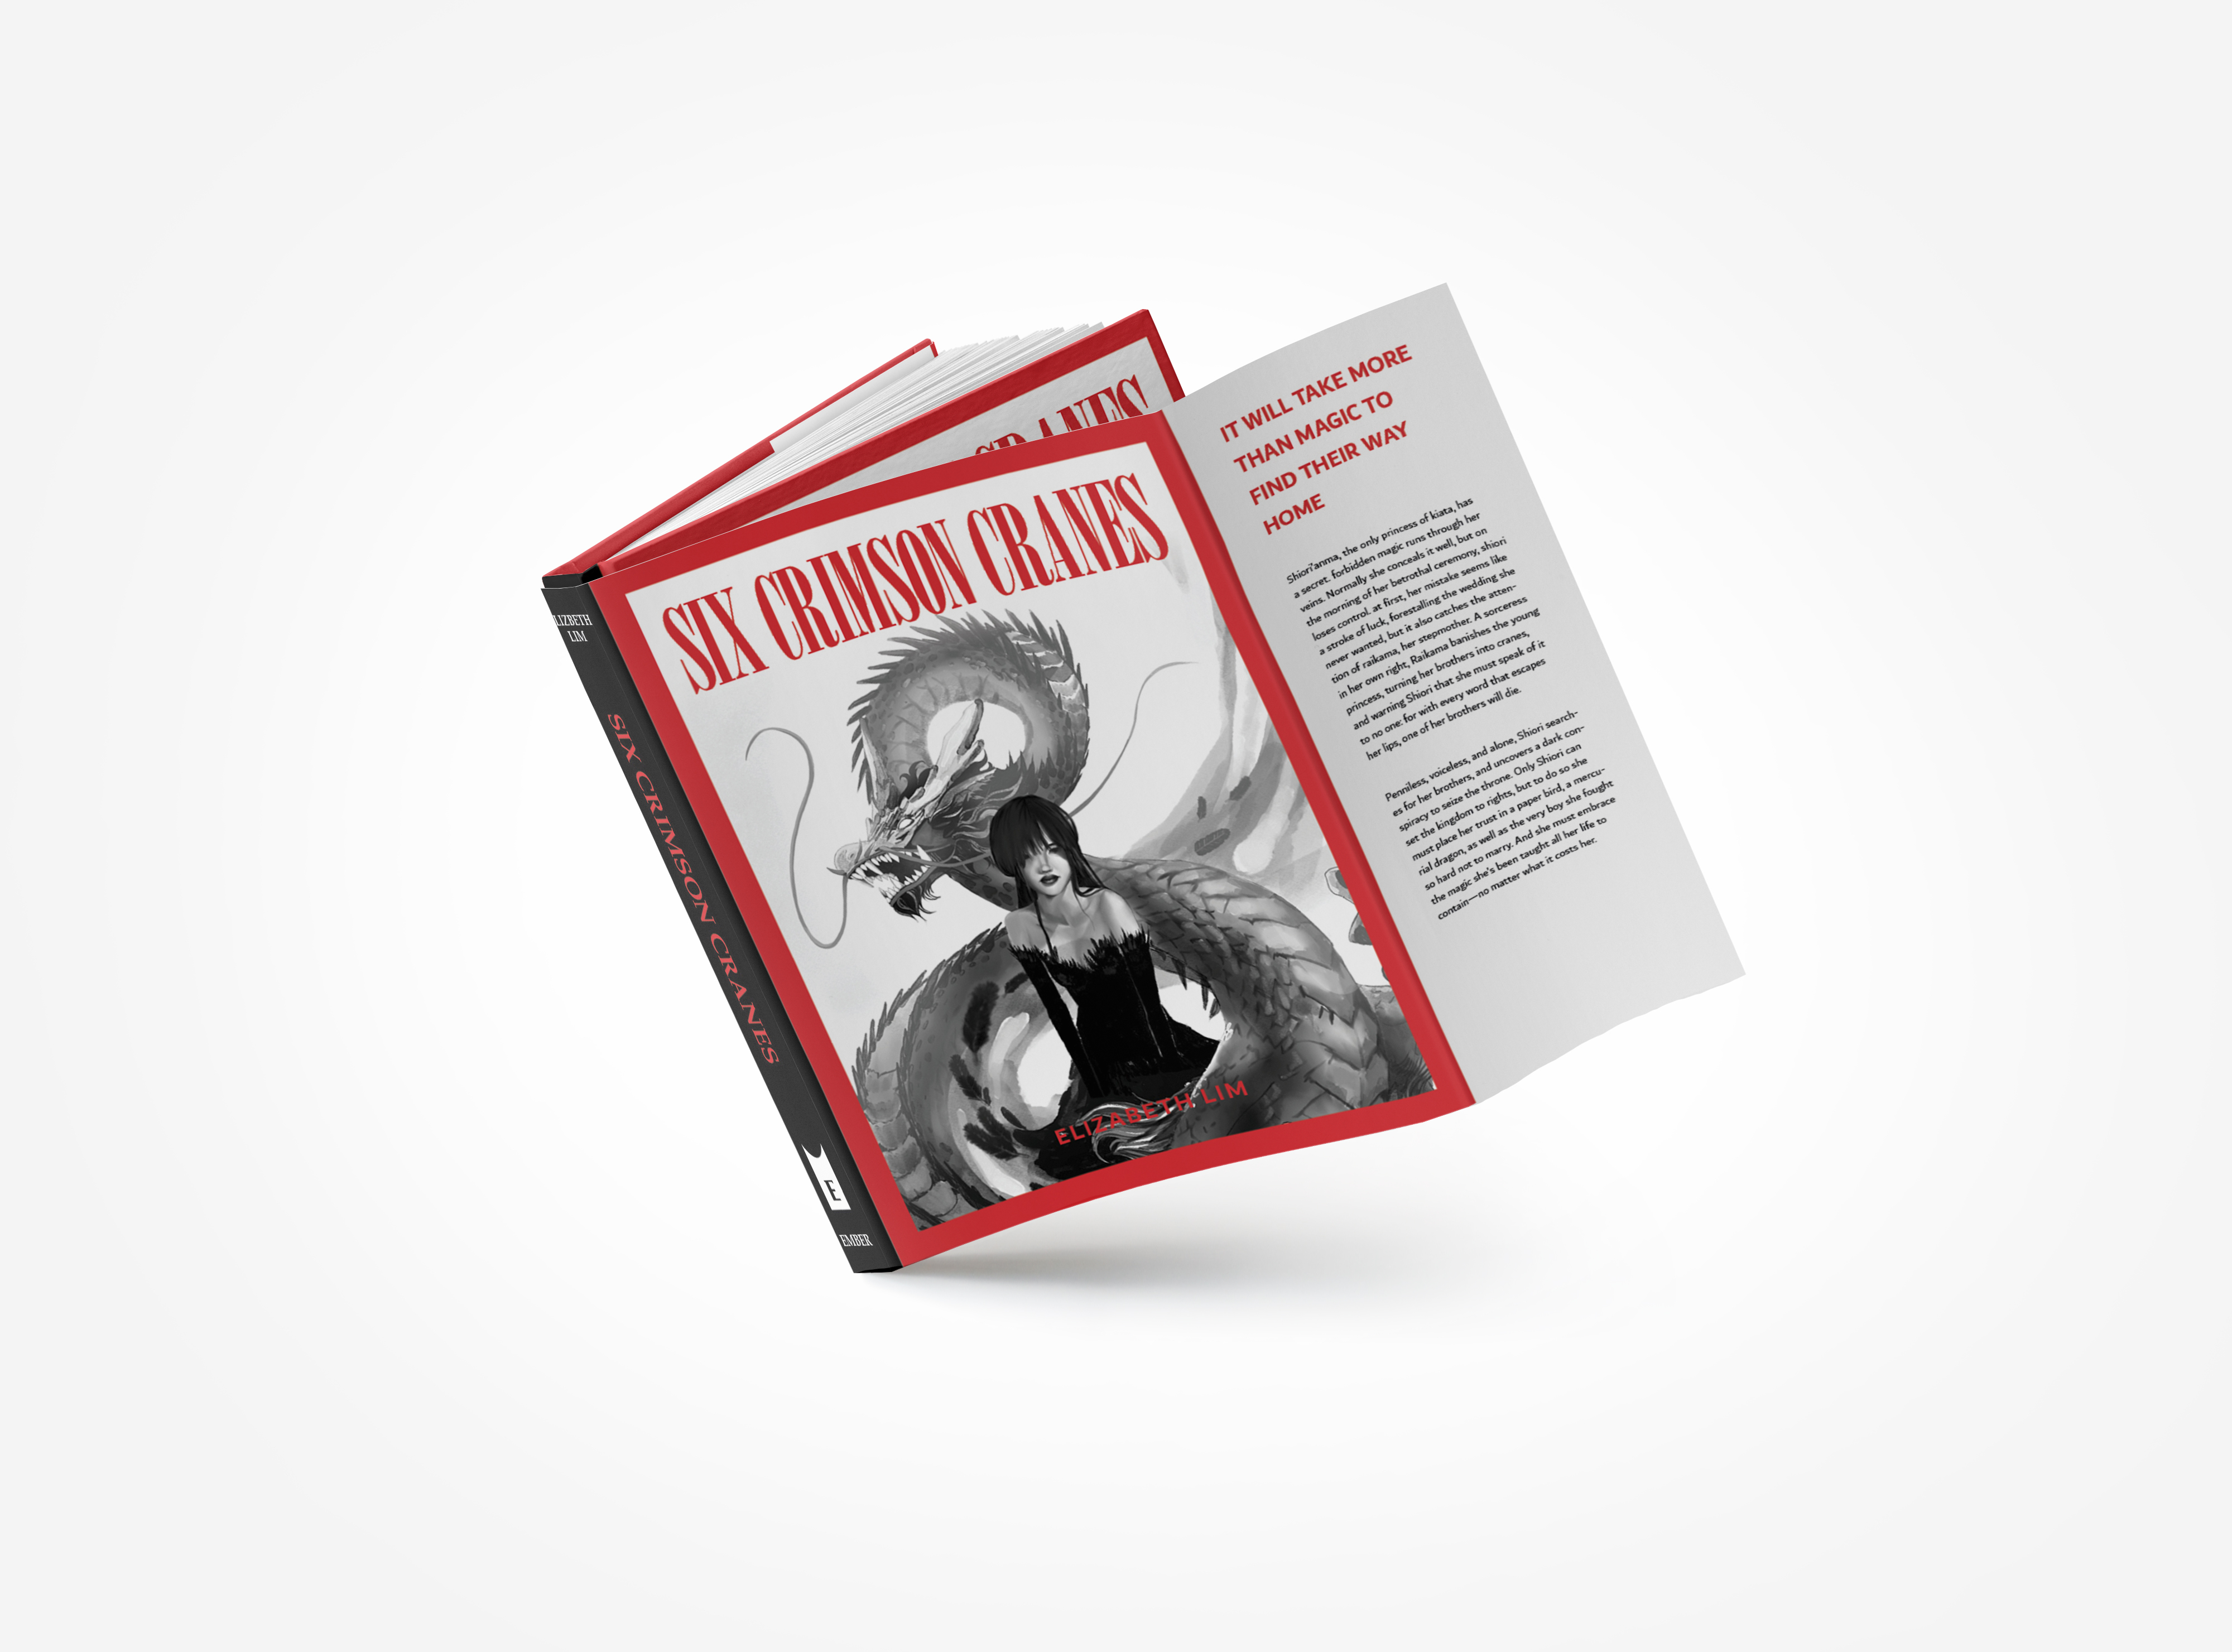 LIZBETH
LIM
SIX CRIMSON CRANES
E
EMBER
CRANES
SIX CRIMSON CRANES
ELIZABETH LIM
IT WILL TAKE MORE
THAN MAGIC TO
FIND THEIR WAY
HOME
Shiori'anma, the only princess of kiata, has
a secret. forbidden magic runs through her
veins. Normally she conceals it well, but on
the morning of her betrothal ceremony, shiori
loses control. at first, her mistake seems like
a stroke of luck, forestalling the wedding she
never wanted, but it also catches the atten-
tion of raikama, her stepmother. A sorceress
in her own right, Raikama banishes the young
princess, turning her brothers into cranes,
and warning Shiori that she must speak of it
to no one: for with every word that escapes
her lips, one of her brothers will die.
Penniless, voiceless, and alone, Shiori search-
es for her brothers, and uncovers a dark con-
spiracy to seize the throne. Only Shiori can
set the kingdom to rights, but to do so she
must place her trust in a paper bird, a mercu-
rial dragon, as well as the very boy she fought
so hard not to marry. And she must embrace
the magic she's been taught all her life to
contain—no matter what it costs her.